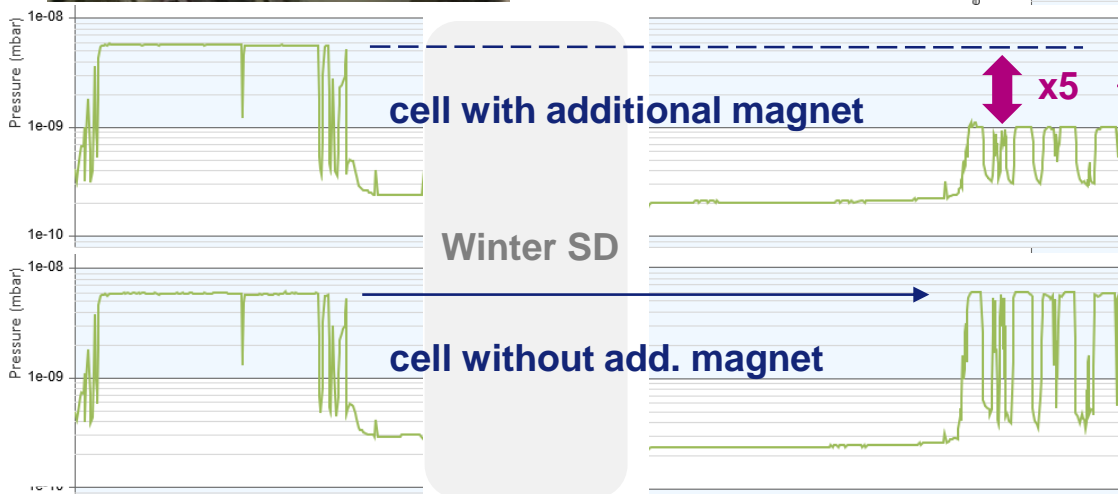 1e-08
Pressure (mbar)
x5
cell with additional magnet
1e-09
1e-10
Winter SD
1e-08
Pressure (mbar)
cell without add. magnet
1e-09